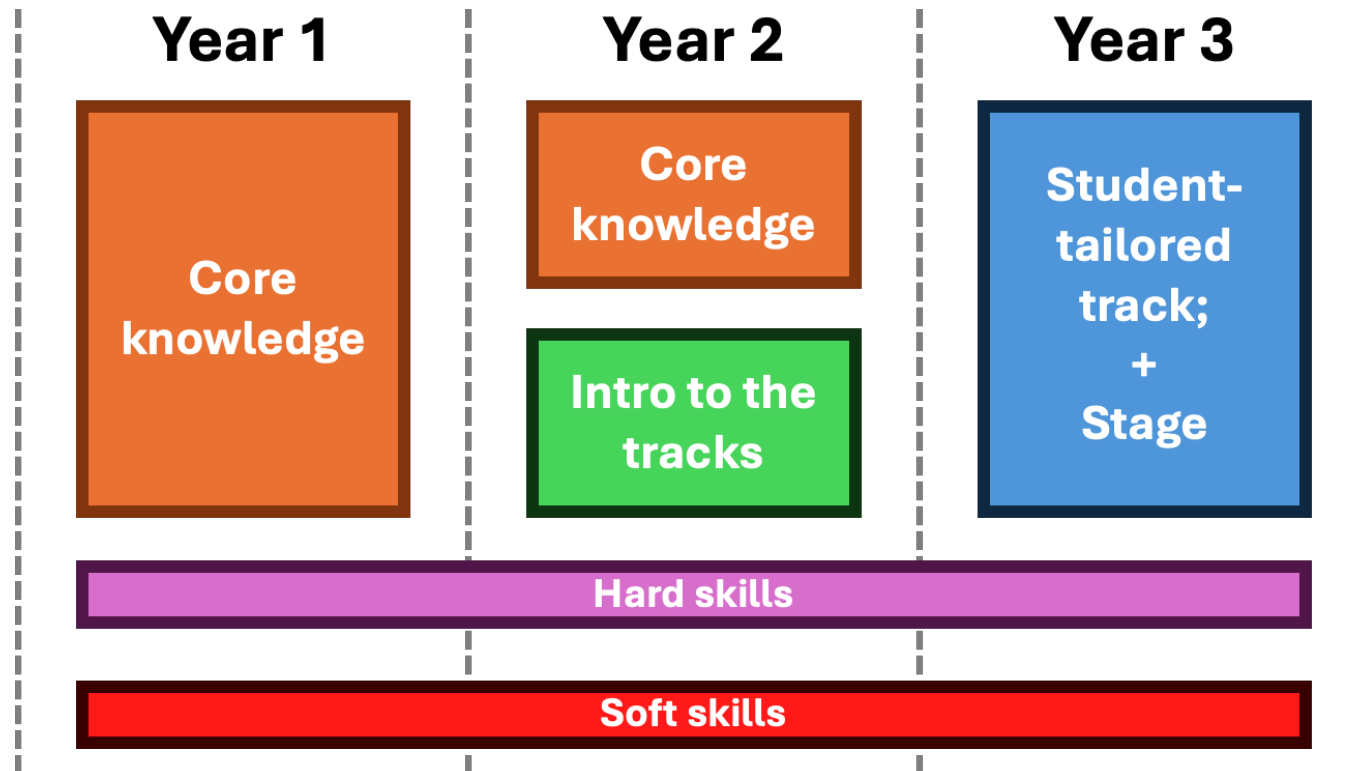 Year 1
Year 2
Year 3
Core
knowledge
Core
knowledge
Intro to the
tracks
Student-
tailored
track;
+
Stage
Hard skills
Soft skills